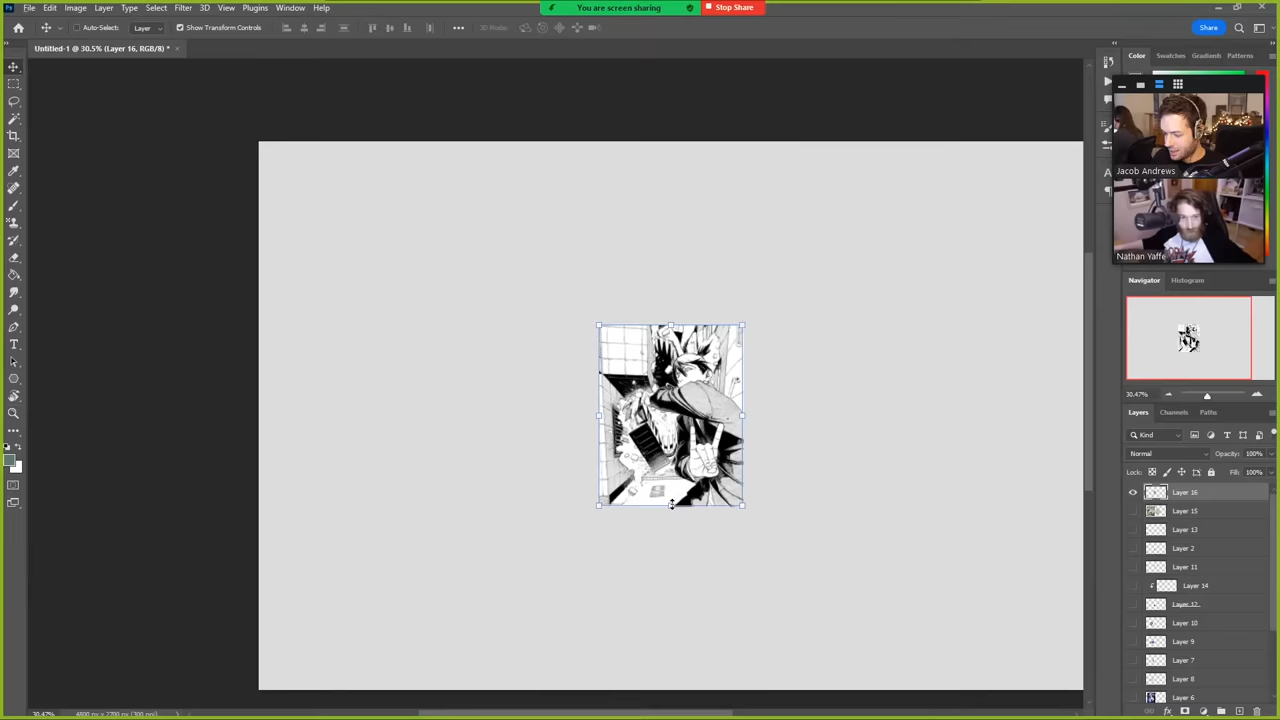 Ps File Edit Image Layer Type Select Filter 3D View Plugins Window Help
You are screen sharing Stop Share
Auto-Select: Layer Show Transform Controls 3D Mode: Share
Untitled-1 @ 30.5% (Layer 16, RGB/8) * ×
Color Swatches Gradients Patterns
Jacob Andrews
Nathan Yaffe
Navigator Histogram
30.47%
Layers Channels Paths
Kind
Normal Opacity: 100%
Lock: Fill: 100%
Layer 16
Layer 15
Layer 13
Layer 2
Layer 11
Layer 14
Layer 12
Layer 10
Layer 9
Layer 7
Layer 8
Layer 6
30.47% 4800 px x 2700 px (300 ppi)